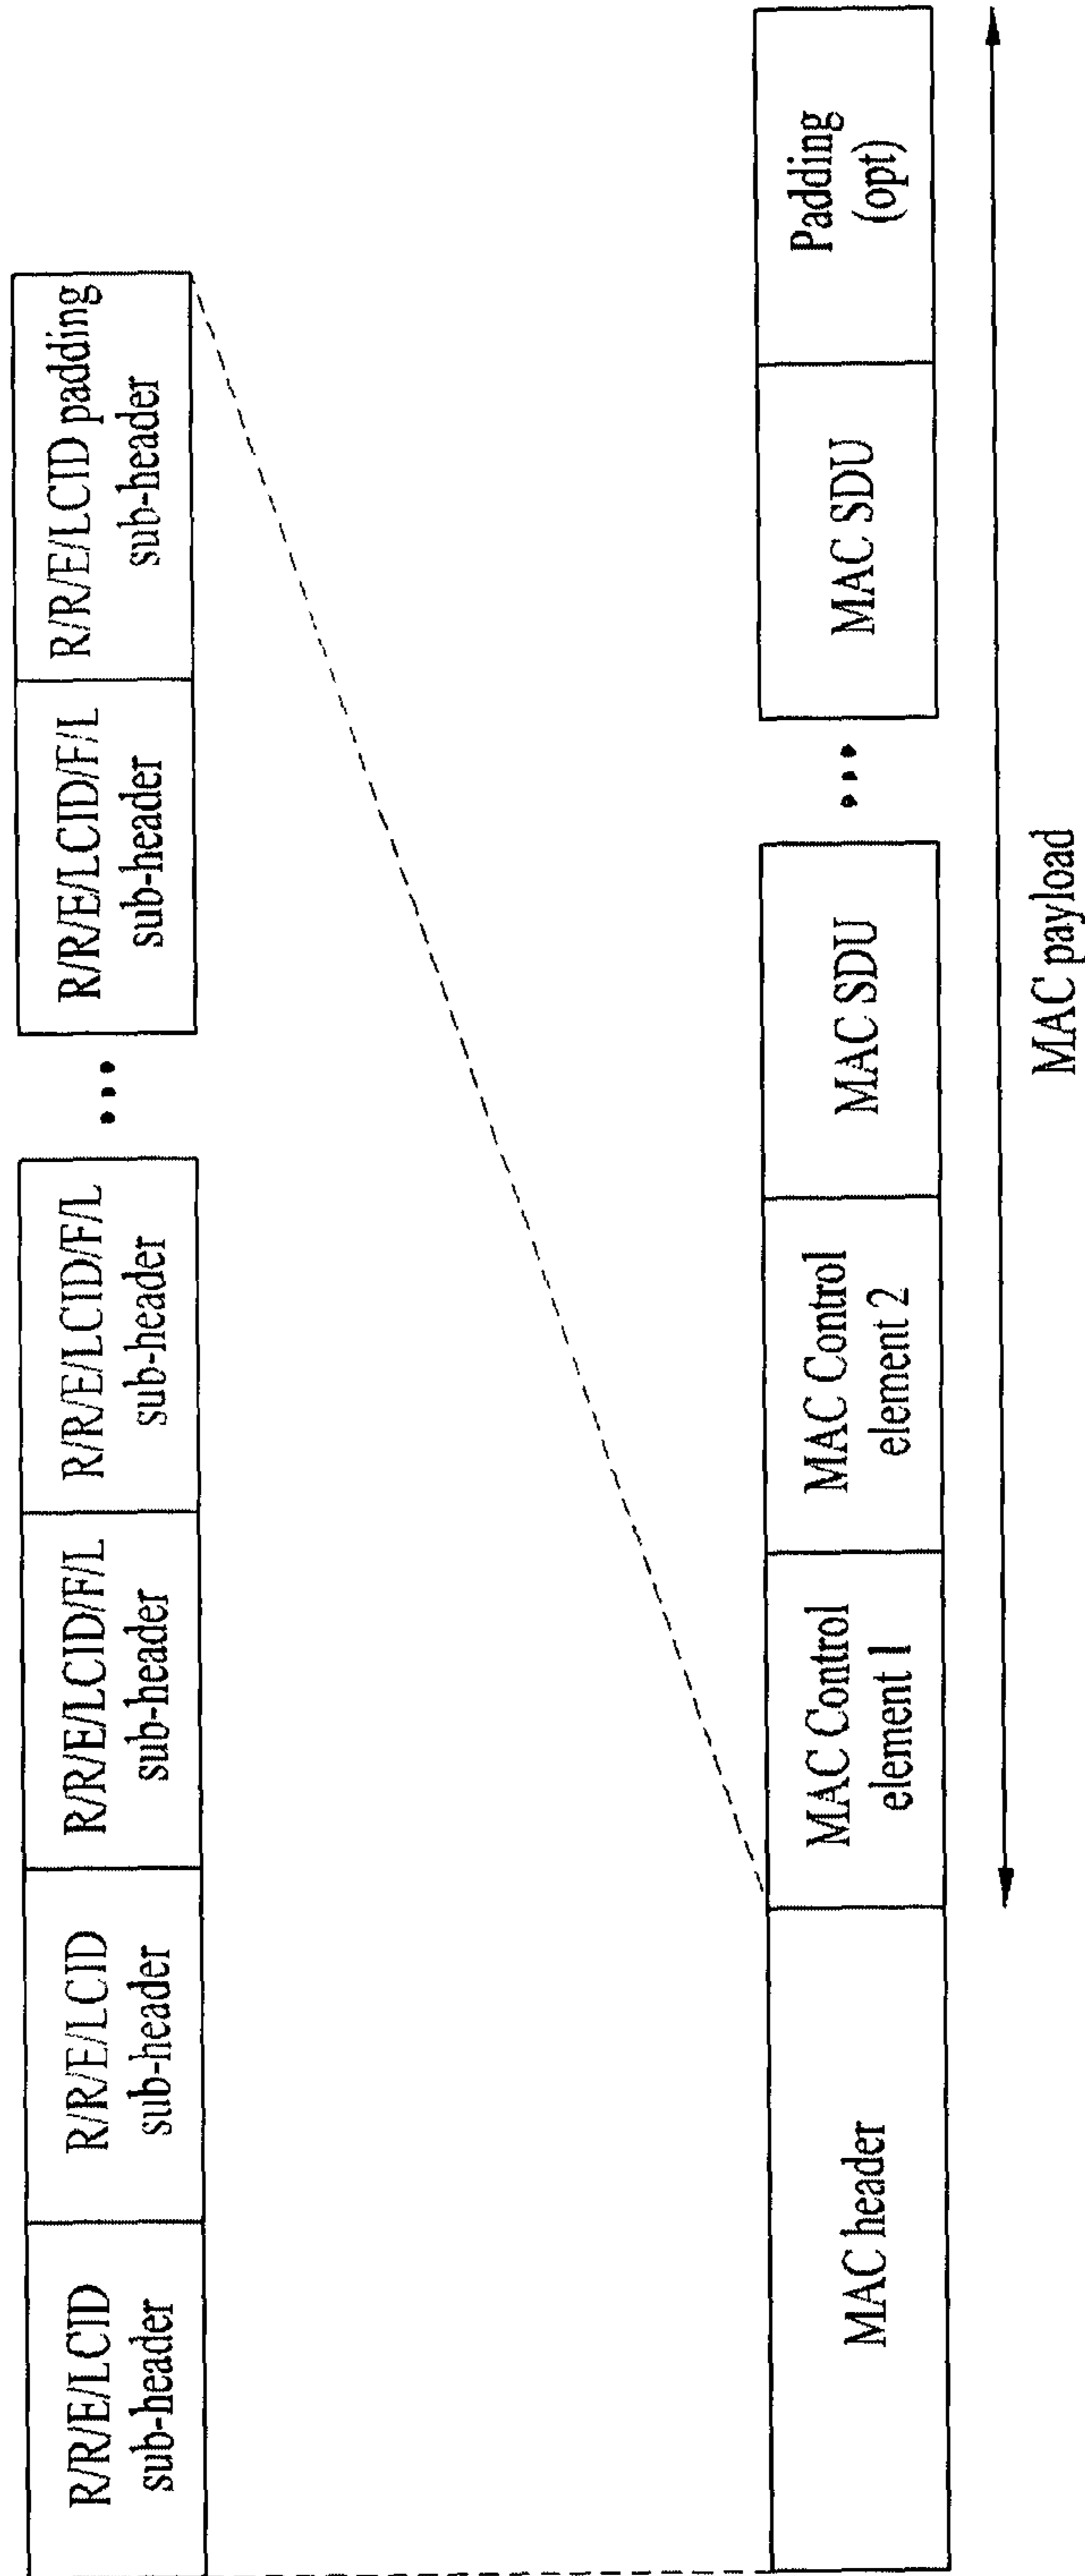 R/R/E/LCID
sub-header
R/R/E/LCID
sub-header
R/R/E/LCID/F/L
sub-header
R/R/E/LCID/F/L
sub-header
•••
R/R/E/LCID/F/L
sub-header
R/R/E/LCID padding
sub-header
MAC header
MAC Control
element 1
MAC Control
element 2
MAC SDU
•••
MAC SDU
Padding
(opt)
MAC payload